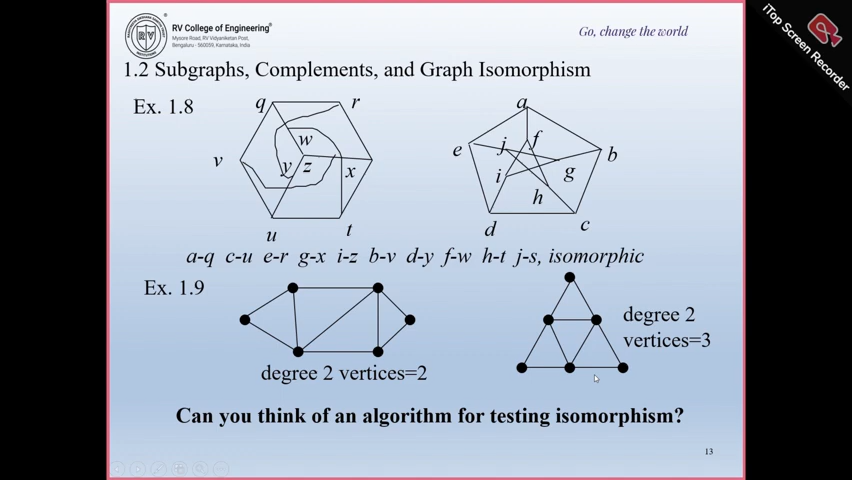 RV College of Engineering®
Mysore Road, RV Vidyaniketan Post,
Bengaluru - 560059, Karnataka, India
Go, change the world
iTop Screen Recorder
1.2 Subgraphs, Complements, and Graph Isomorphism
Ex. 1.8
q
r
w
v
y
z
x
u
t
a
f
e
j
b
i
g
h
d
c
a-q c-u e-r g-x i-z b-v d-y f-w h-t j-s, isomorphic
Ex. 1.9
degree 2
vertices=3
degree 2 vertices=2
Can you think of an algorithm for testing isomorphism?
13